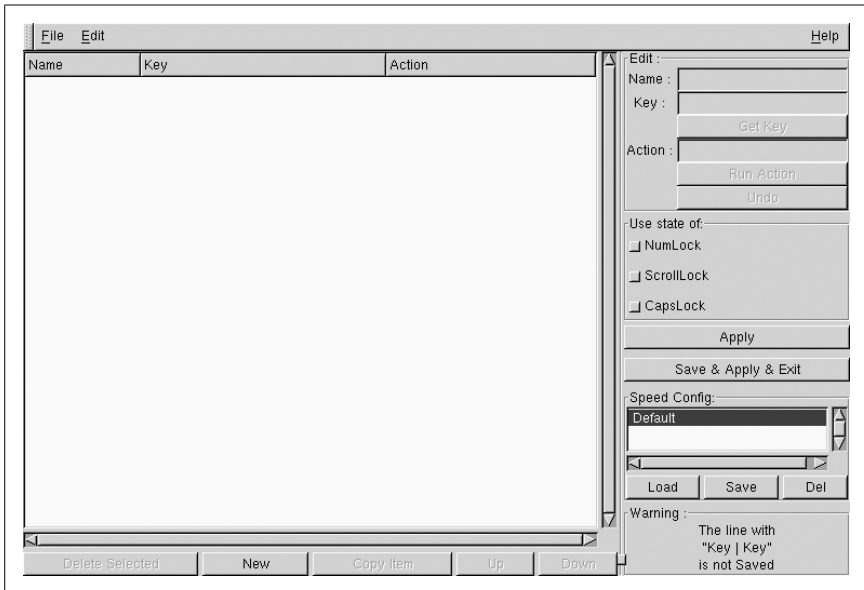 File Edit Help
Name Key Action
Edit :
Name :
Key :
Get Key
Action :
Run Action
Undo
Use state of:
NumLock
ScrollLock
CapsLock
Apply
Save & Apply & Exit
Speed Config:
Default
Load Save Del
Warning :
The line with
"Key | Key"
is not Saved
Delete Selected New Copy Item Up Down